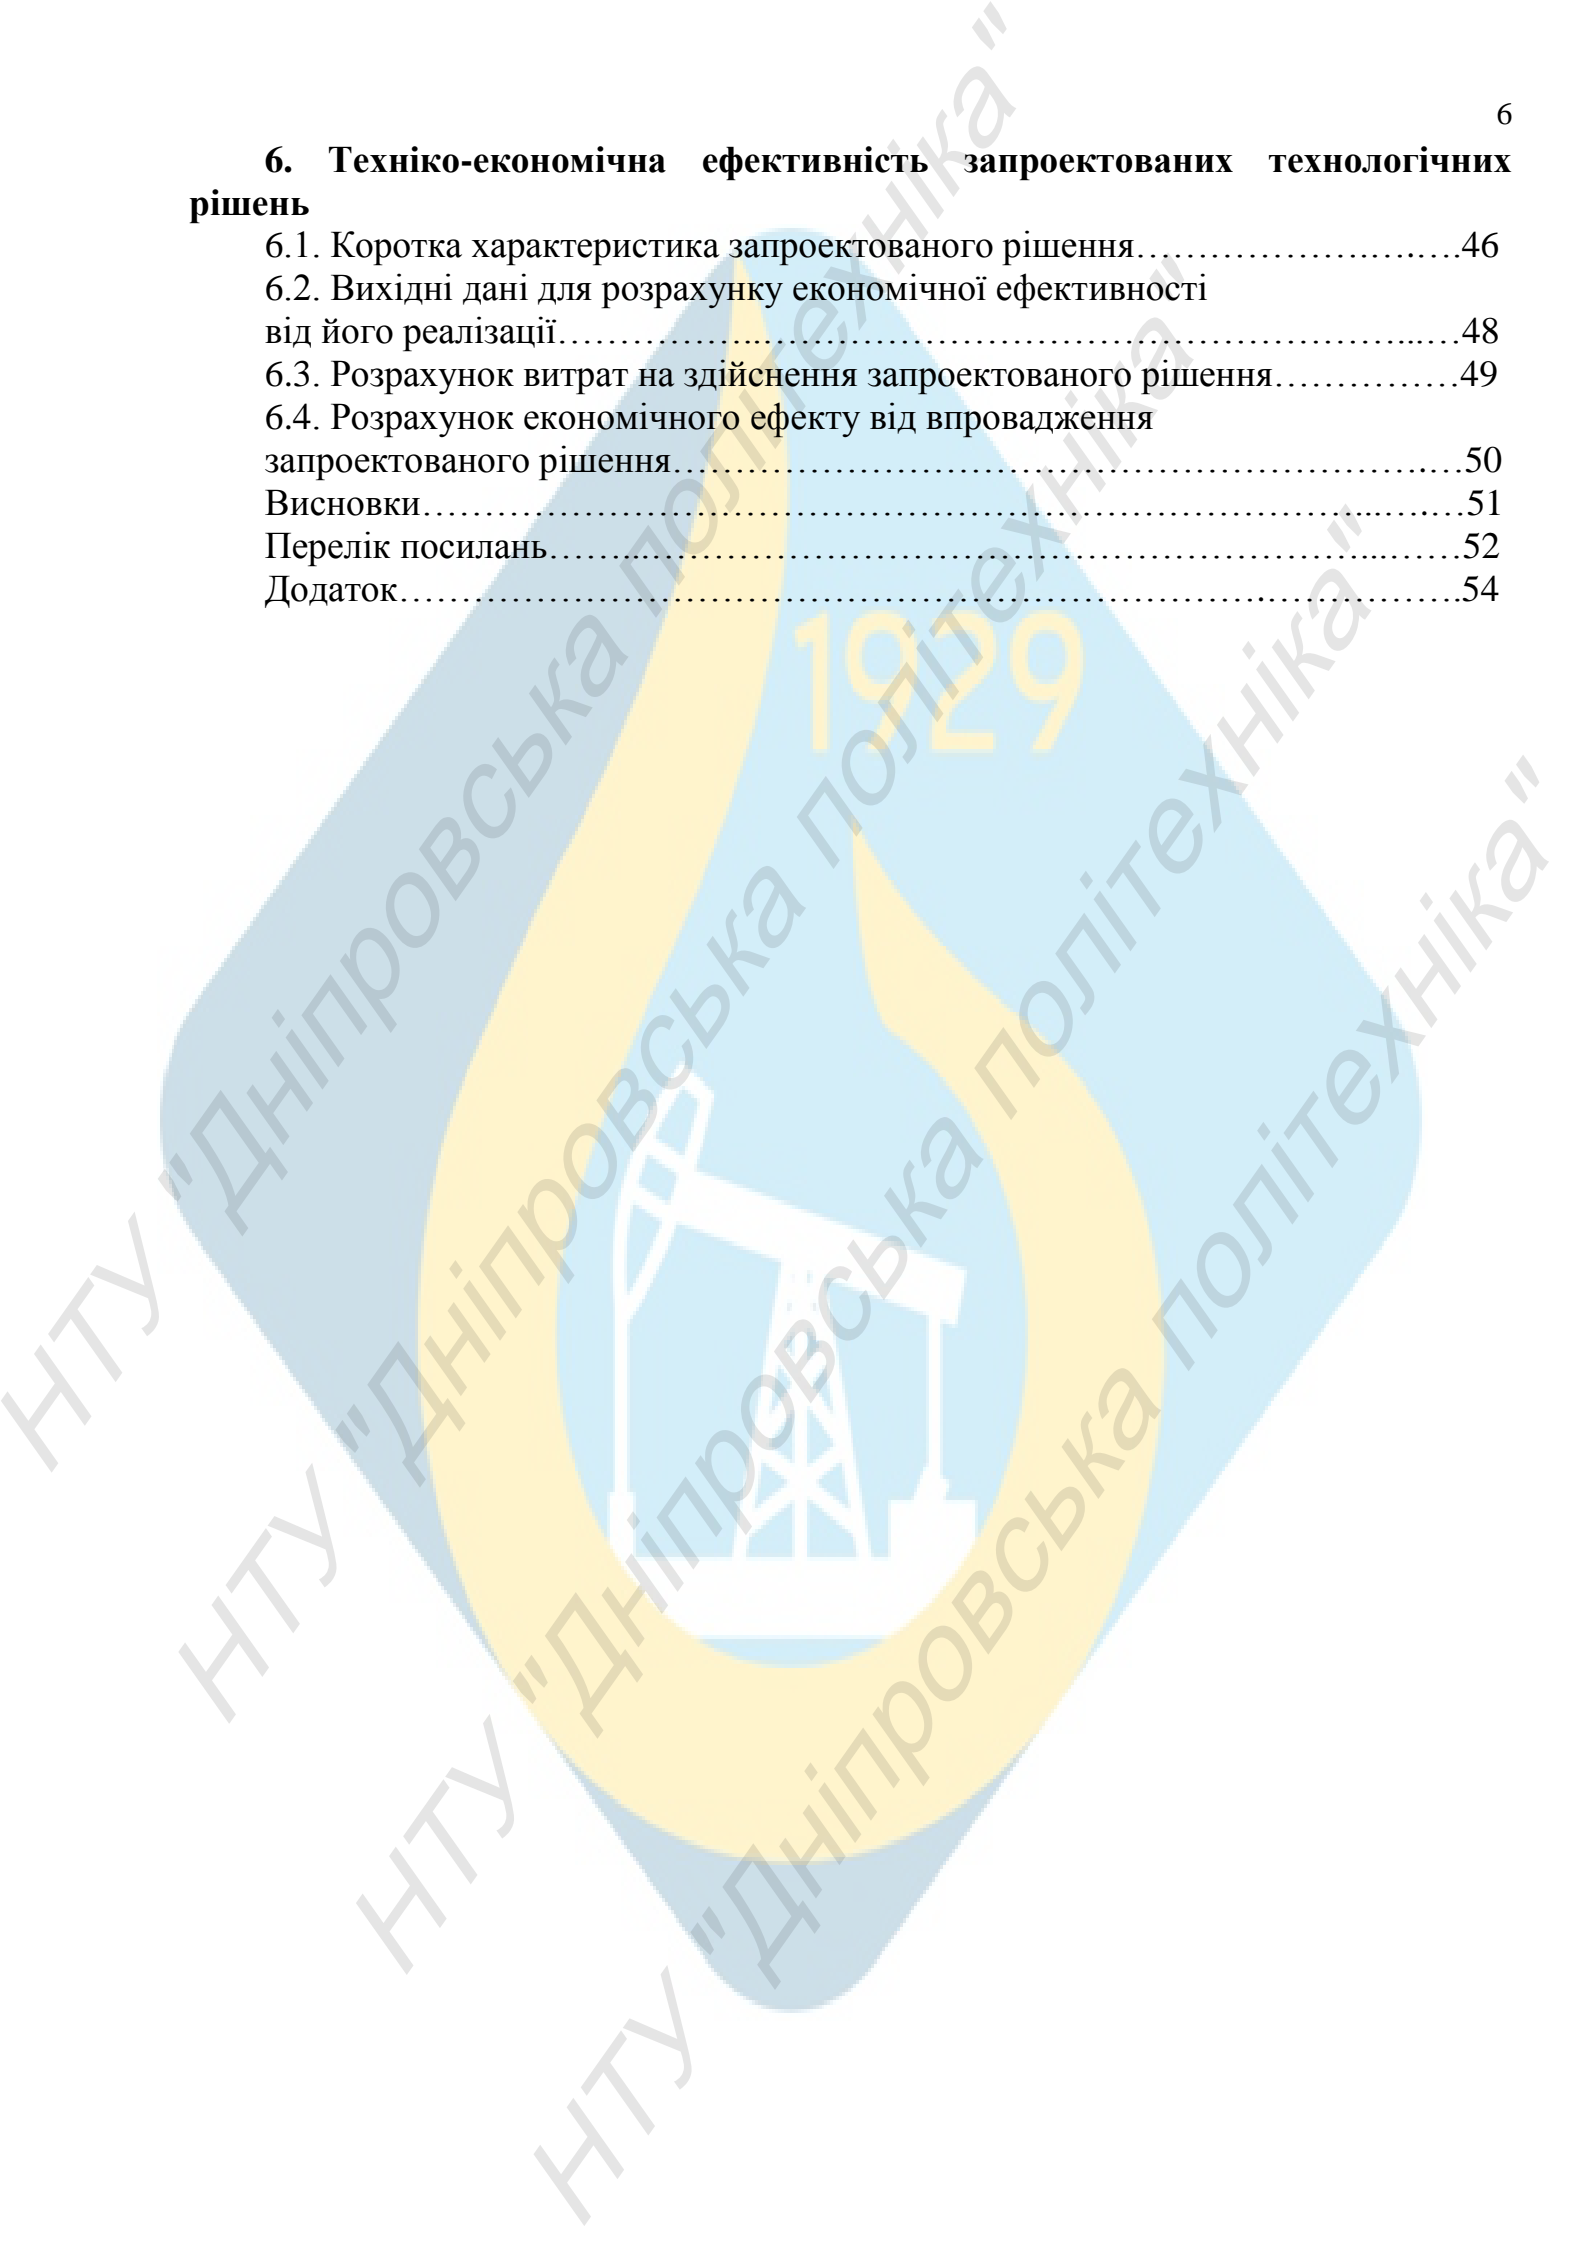 6
6. Техніко-економічна ефективність запроектованих технологічних
рішень
6.1. Коротка характеристика запроектованого рішення……………….….….46
6.2. Вихідні дані для розрахунку економічної ефективності
від його реалізації……………..……………………………………………...…48
6.3. Розрахунок витрат на здійснення запроектованого рішення……………49
6.4. Розрахунок економічного ефекту від впровадження
запроектованого рішення…………………………………………………….…50
Висновки…………………………………………………………………...….…51
Перелік посилань…………………………………………………………...……52
Додаток…………………………………………………………….…………….54
1929
НТУ "Дніпровська політехніка"
НТУ "Дніпровська політехніка"
НТУ "Дніпровська політехніка"
НТУ "Дніпровська політехніка"